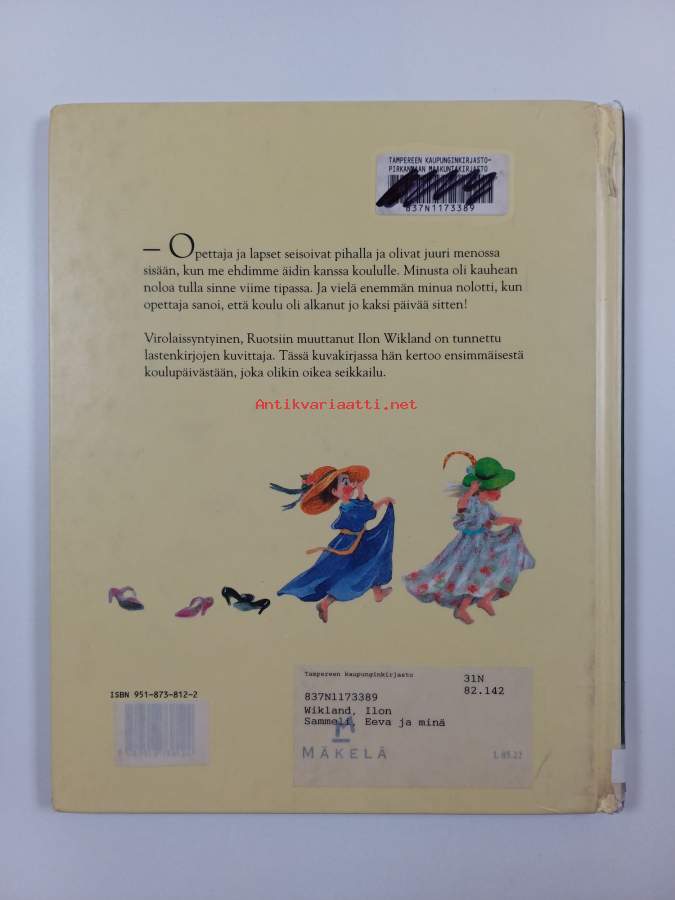 TAMPEREEN KAUPUNGINKIRJASTO-
PIRKANMAAN MAAKUNTAKIRJASTO
837N1173389
— Opettaja ja lapset seisoivat pihalla ja olivat juuri menossa
sisään, kun me ehdimme äidin kanssa koululle. Minusta oli kauhean
noloa tulla sinne viime tipassa. Ja vielä enemmän minua nolotti, kun
opettaja sanoi, että koulu oli alkanut jo kaksi päivää sitten!
Virolaissyntyinen, Ruotsiin muuttanut Ilon Wikland on tunnettu
lastenkirjojen kuvittaja. Tässä kuvakirjassa hän kertoo ensimmäisestä
koulupäivästään, joka olikin oikea seikkailu.
Antikvariaatti.net
ISBN 951-873-812-2
Tampereen kaupunginkirjasto
31N
82.142
837N1173389
Wikland, Ilon
Sammeli, Eeva ja minä
M
MÄKELÄ
L 85.22